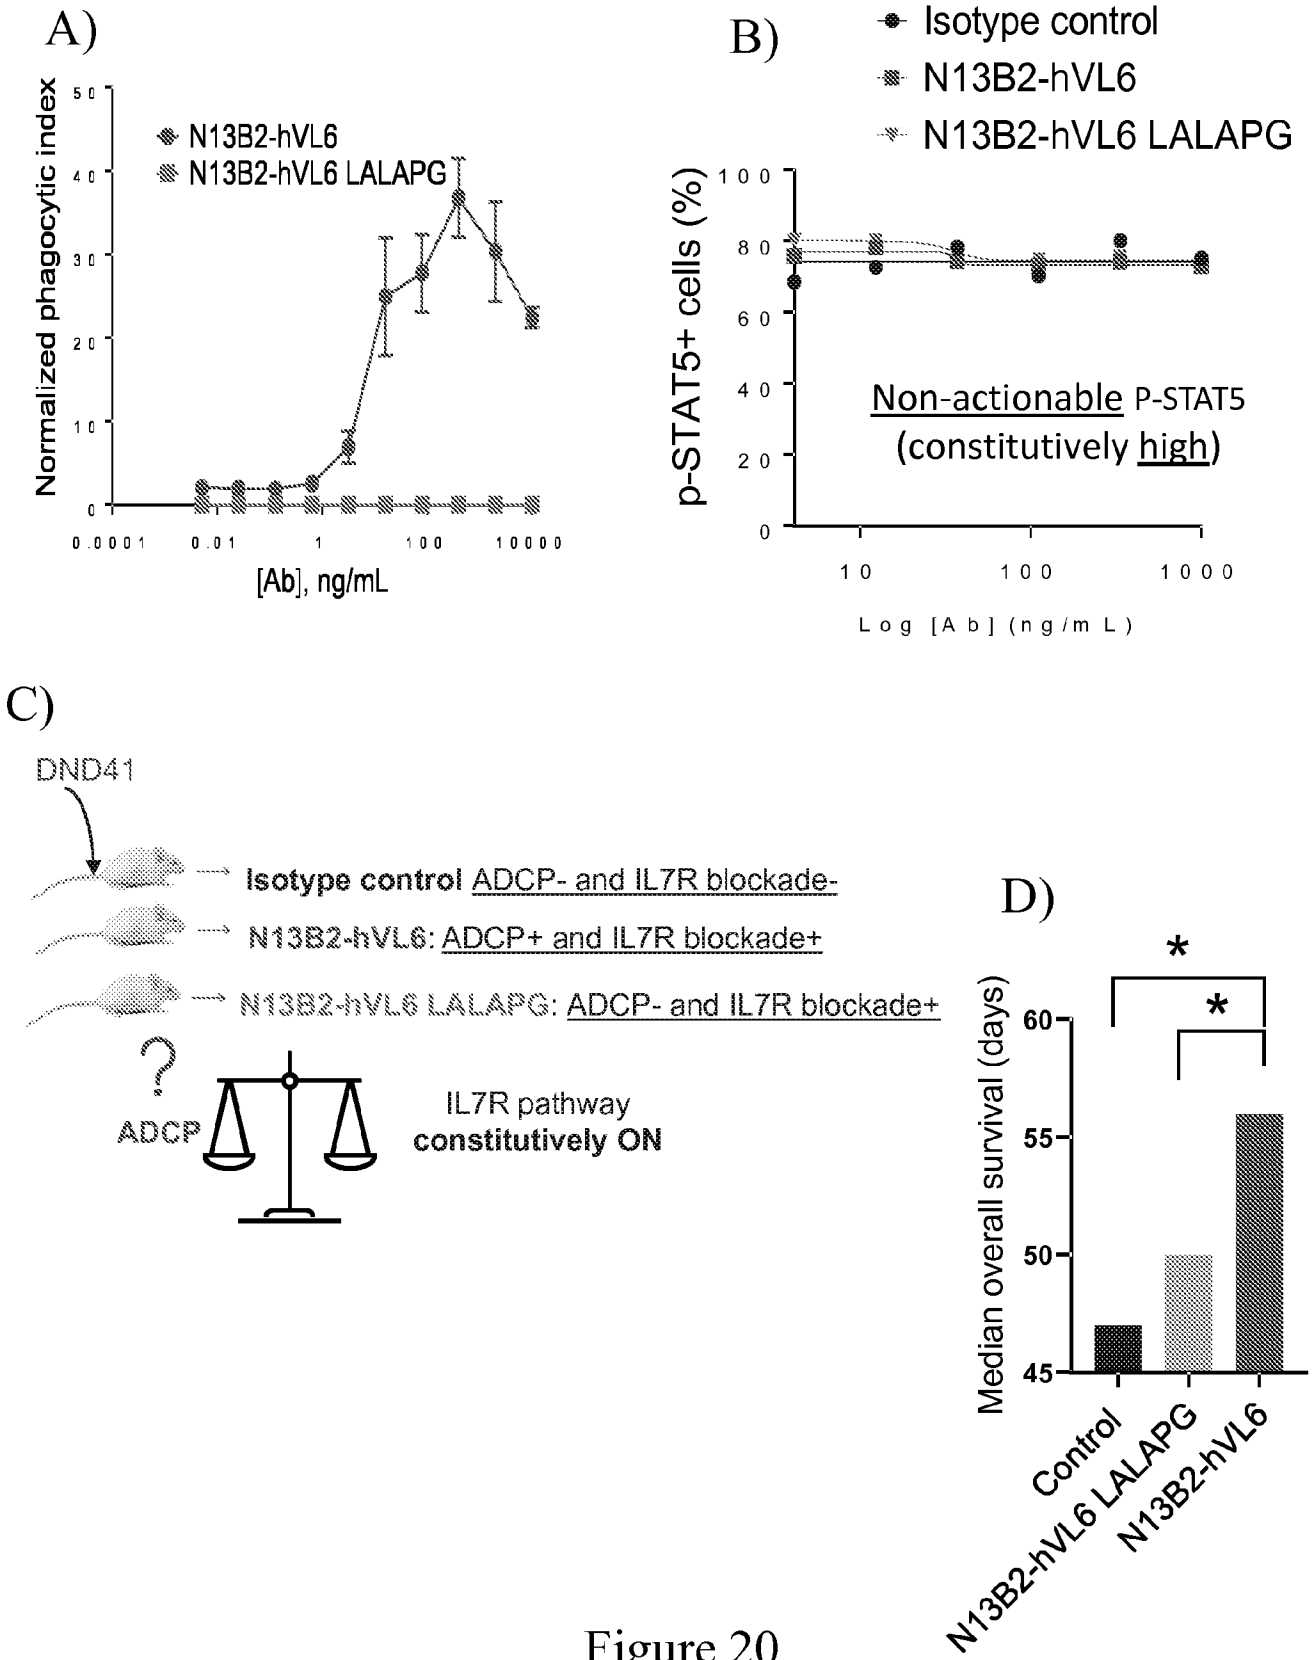 A)
Normalized phagocytic index
50
40
30
20
10
0
N13B2-hVL6
N13B2-hVL6 LALAPG
0.0001 0.01 1 100 10000
[Ab], ng/mL
B)
Isotype control
N13B2-hVL6
N13B2-hVL6 LALAPG
p-STAT5+ cells (%)
100
80
60
40
20
0
Non-actionable P-STAT5
(constitutively high)
10 100 1000
Log [Ab] (ng/mL)
C)
DND41
Isotype control ADCP- and IL7R blockade-
N13B2-hVL6: ADCP+ and IL7R blockade+
N13B2-hVL6 LALAPG: ADCP- and IL7R blockade+
?
ADCP
IL7R pathway
constitutively ON
D)
*
*
Median overall survival (days)
60
55
50
45
Control
N13B2-hVL6 LALAPG
N13B2-hVL6
Figure 20